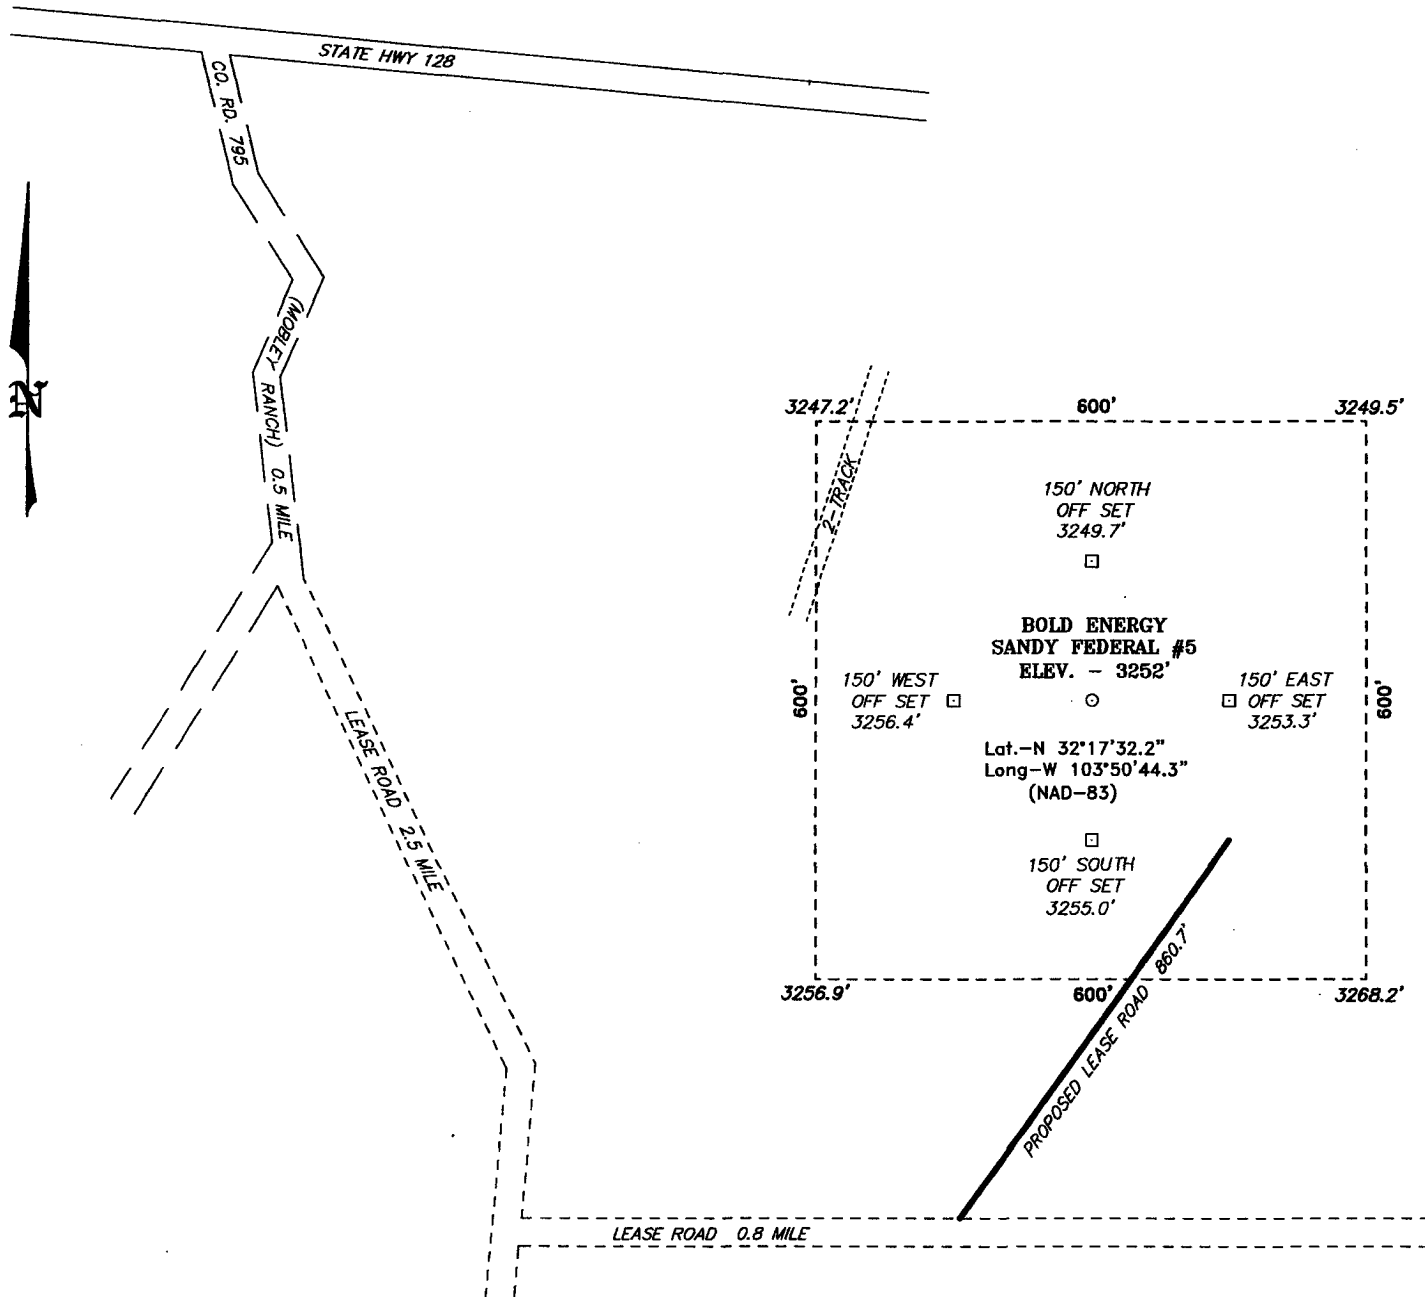 STATE HWY 128
CO. RD. 795
(MOBLEY RANCH) 0.5 MILE
N
3247.2'
600'
3249.5'
2-TRACK
150' NORTH
OFF SET
3249.7'
BOLD ENERGY
SANDY FEDERAL #5
ELEV. - 3252'
600'
150' WEST
OFF SET
3256.4'
150' EAST
OFF SET
3253.3'
600'
Lat.-N 32°17'32.2"
Long-W 103°50'44.3"
(NAD-83)
LEASE ROAD 2.5 MILE
150' SOUTH
OFF SET
3255.0'
3256.9'
600'
3268.2'
PROPOSED LEASE ROAD 860.7'
LEASE ROAD 0.8 MILE